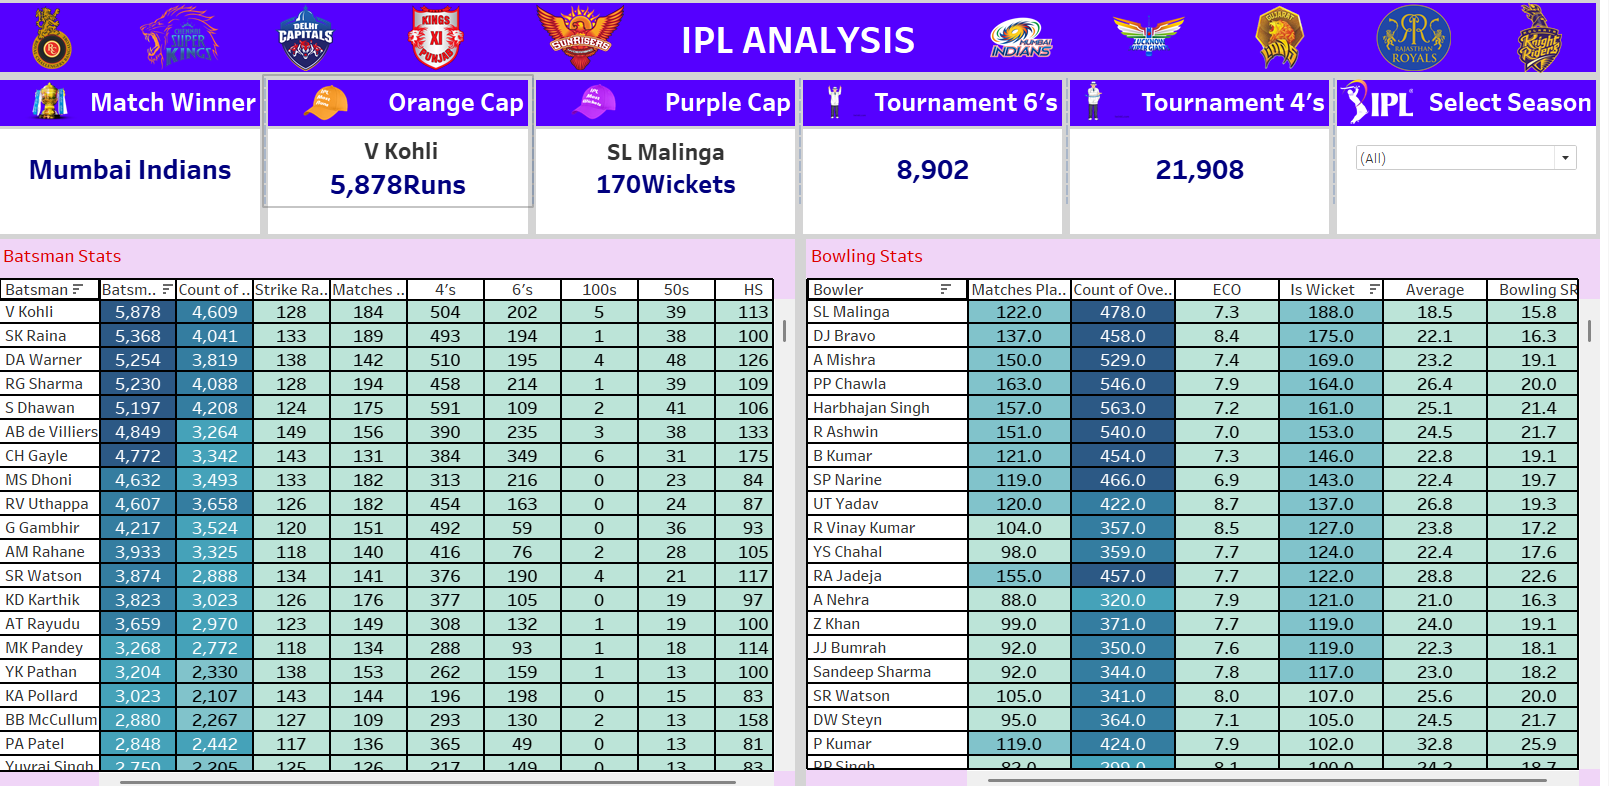 DELHI CAPITALS
KINGS XI PUNJAB
SUNRISERS
IPL ANALYSIS
MUMBAI INDIANS
GUJARAT
RAJASTHAN ROYALS
Knight Riders
Match Winner
Orange Cap
Purple Cap
Tournament 6’s
Tournament 4’s
IPL
Select Season
Mumbai Indians
V Kohli
5,878Runs
SL Malinga
170Wickets
8,902
21,908
(All)
Batsman Stats
Batsman Batsm.. Count of .. Strike Ra.. Matches .. 4’s 6’s 100s 50s HS
V Kohli 5,878 4,609 128 184 504 202 5 39 113
SK Raina 5,368 4,041 133 189 493 194 1 38 100
DA Warner 5,254 3,819 138 142 510 195 4 48 126
RG Sharma 5,230 4,088 128 194 458 214 1 39 109
S Dhawan 5,197 4,208 124 175 591 109 2 41 106
AB de Villiers 4,849 3,264 149 156 390 235 3 38 133
CH Gayle 4,772 3,342 143 131 384 349 6 31 175
MS Dhoni 4,632 3,493 133 182 313 216 0 23 84
RV Uthappa 4,607 3,658 126 182 454 163 0 24 87
G Gambhir 4,217 3,524 120 151 492 59 0 36 93
AM Rahane 3,933 3,325 118 140 416 76 2 28 105
SR Watson 3,874 2,888 134 141 376 190 4 21 117
KD Karthik 3,823 3,023 126 176 377 105 0 19 97
AT Rayudu 3,659 2,970 123 149 308 132 1 19 100
MK Pandey 3,268 2,772 118 134 288 93 1 18 114
YK Pathan 3,204 2,330 138 153 262 159 1 13 100
KA Pollard 3,023 2,107 143 144 196 198 0 15 83
BB McCullum 2,880 2,267 127 109 293 130 2 13 158
PA Patel 2,848 2,442 117 136 365 49 0 13 81
Yuvraj Singh 2,750 2,205 125 126 217 149 0 13 83
Bowling Stats
Bowler Matches Pla.. Count of Ove.. ECO Is Wicket Average Bowling SR
SL Malinga 122.0 478.0 7.3 188.0 18.5 15.8
DJ Bravo 137.0 458.0 8.4 175.0 22.1 16.3
A Mishra 150.0 529.0 7.4 169.0 23.2 19.1
PP Chawla 163.0 546.0 7.9 164.0 26.4 20.0
Harbhajan Singh 157.0 563.0 7.2 161.0 25.1 21.4
R Ashwin 151.0 540.0 7.0 153.0 24.5 21.7
B Kumar 121.0 454.0 7.3 146.0 22.8 19.1
SP Narine 119.0 466.0 6.9 143.0 22.4 19.7
UT Yadav 120.0 422.0 8.7 137.0 26.8 19.3
R Vinay Kumar 104.0 357.0 8.5 127.0 23.8 17.2
YS Chahal 98.0 359.0 7.7 124.0 22.4 17.6
RA Jadeja 155.0 457.0 7.7 122.0 28.8 22.6
A Nehra 88.0 320.0 7.9 121.0 21.0 16.3
Z Khan 99.0 371.0 7.7 119.0 24.0 19.1
JJ Bumrah 92.0 350.0 7.6 119.0 22.3 18.1
Sandeep Sharma 92.0 344.0 7.8 117.0 23.0 18.2
SR Watson 105.0 341.0 8.0 107.0 25.6 20.0
DW Steyn 95.0 364.0 7.1 105.0 24.5 21.7
P Kumar 119.0 424.0 7.9 102.0 32.8 25.9
RP Singh 82.0 299.0 8.1 100.0 24.2 18.7